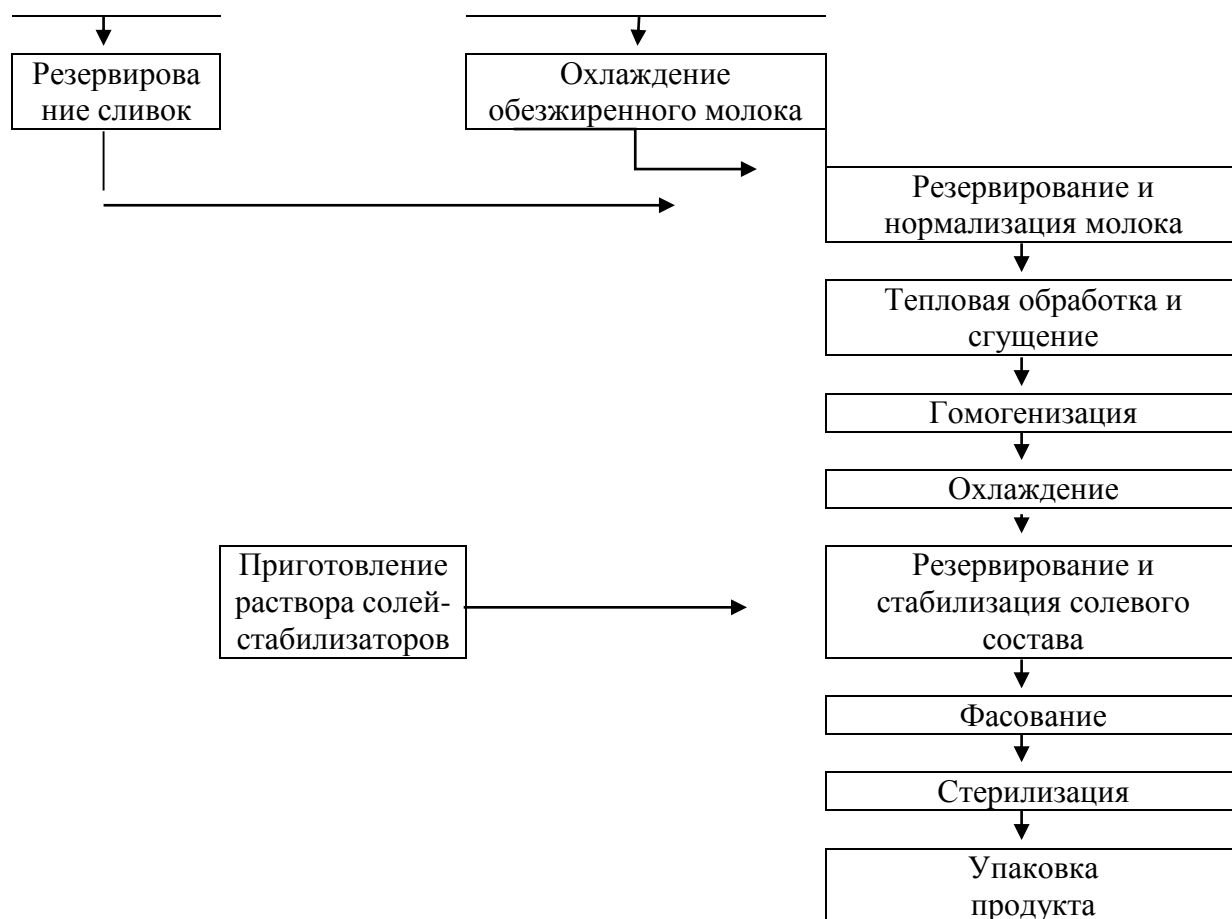 Резервирова
ние сливок
Охлаждение
обезжиренного молока
Резервирование и
нормализация молока
Тепловая обработка и
сгущение
Гомогенизация
Охлаждение
Приготовление
раствора солей-
стабилизаторов
Резервирование и
стабилизация солевого
состава
Фасование
Стерилизация
Упаковка
продукта